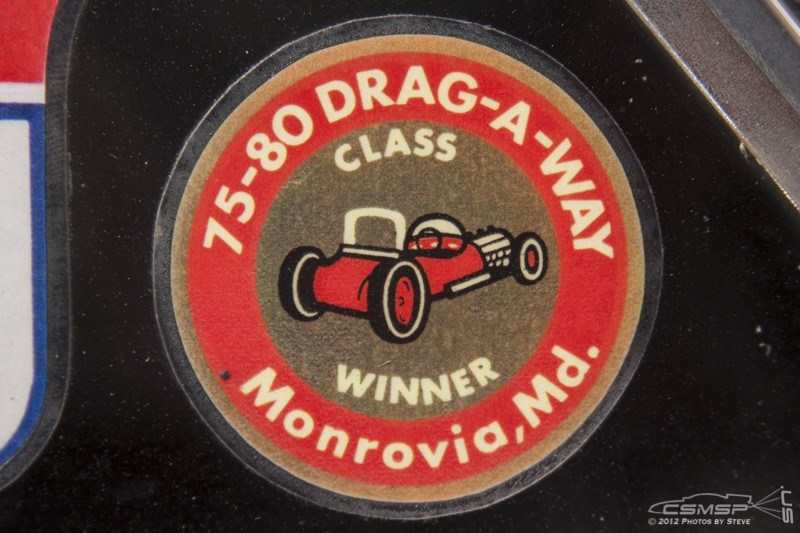 75-80 DRAG-A-WAY
CLASS
WINNER
Monrovia, Md.
CSMSP
© 2012 PHOTOS BY STEVE